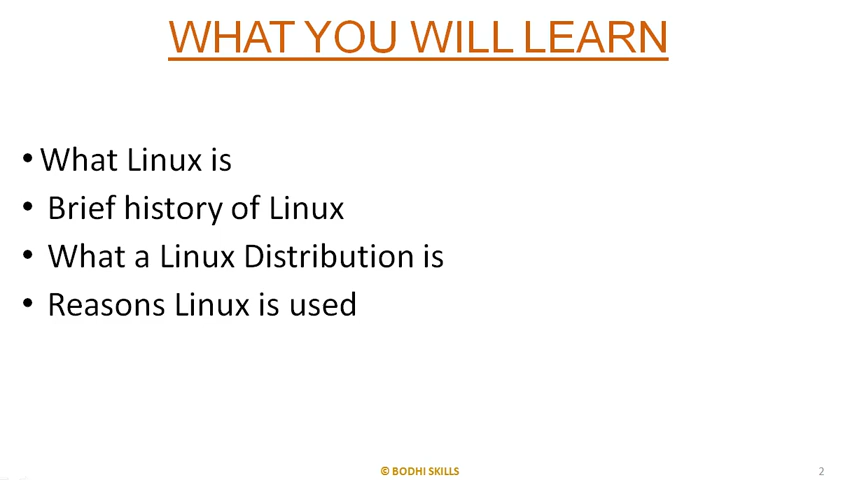 WHAT YOU WILL LEARN
• What Linux is
• Brief history of Linux
• What a Linux Distribution is
• Reasons Linux is used
© BODHI SKILLS
2